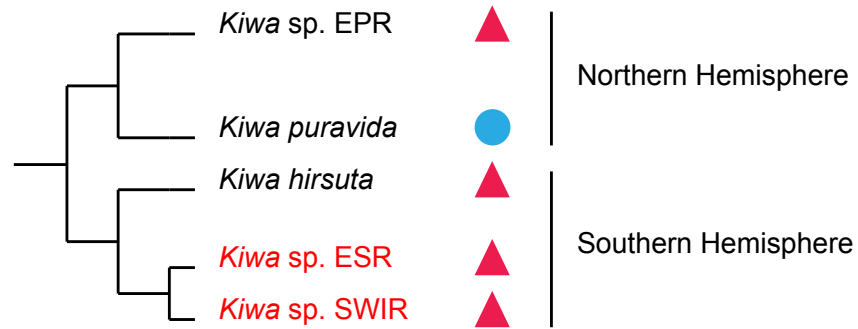 Kiwa sp. EPR
Northern Hemisphere
Kiwa puravida
Kiwa hirsuta
Southern Hemisphere
Kiwa sp. ESR
Kiwa sp. SWIR